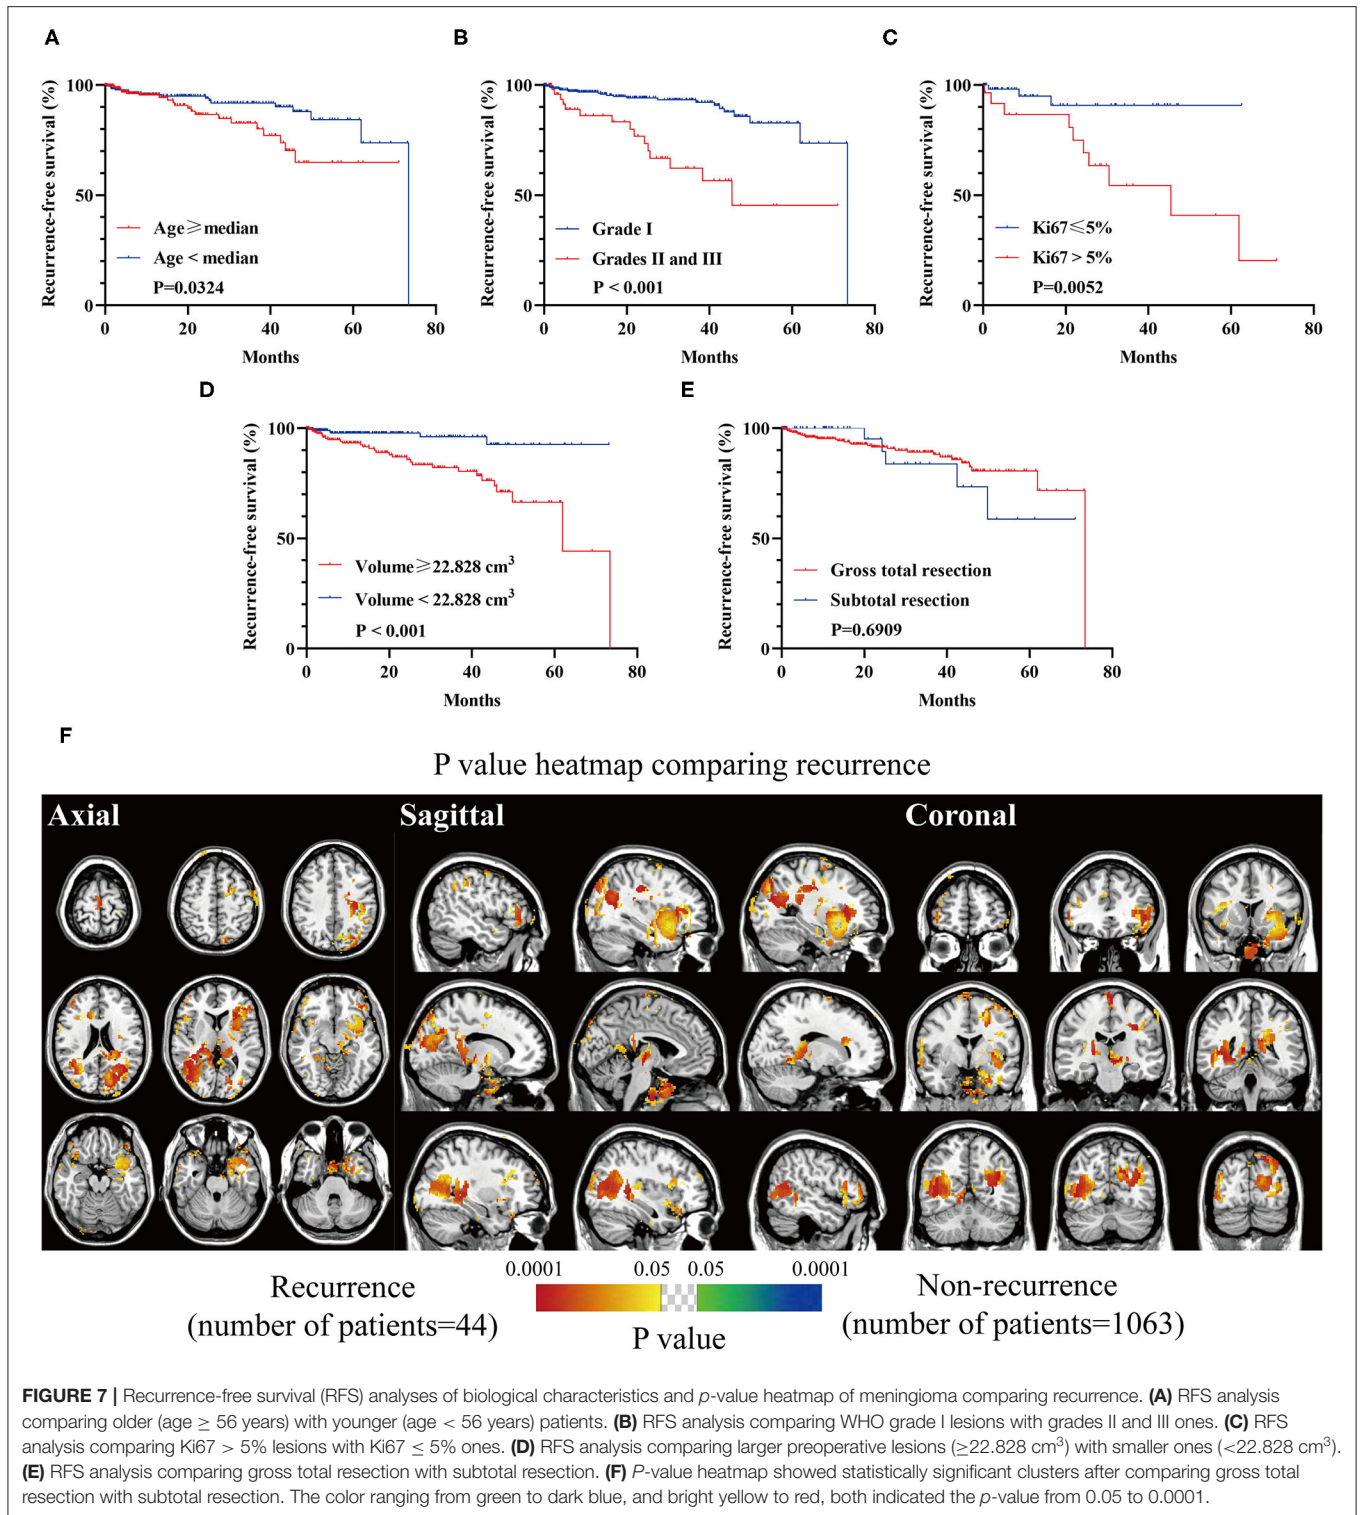 A
Recurrence-free survival (%)
100
50
0
Age⩾median
Age < median
P=0.0324
0 20 40 60 80
Months
B
Recurrence-free survival (%)
100
50
0
Grade I
Grades II and III
P < 0.001
0 20 40 60 80
Months
C
Recurrence-free survival (%)
100
50
0
Ki67⩽5%
Ki67 > 5%
P=0.0052
0 20 40 60 80
Months
D
Recurrence-free survival (%)
100
50
0
Volume⩾22.828 cm³
Volume < 22.828 cm³
P < 0.001
0 20 40 60 80
Months
E
Recurrence-free survival (%)
100
50
0
Gross total resection
Subtotal resection
P=0.6909
0 20 40 60 80
Months
F
P value heatmap comparing recurrence
Axial Sagittal Coronal
0.0001 0.05 0.05 0.0001
Recurrence
(number of patients=44)
P value
Non-recurrence
(number of patients=1063)
FIGURE 7 | Recurrence-free survival (RFS) analyses of biological characteristics and p-value heatmap of meningioma comparing recurrence. (A) RFS analysis
comparing older (age ≥ 56 years) with younger (age < 56 years) patients. (B) RFS analysis comparing WHO grade I lesions with grades II and III ones. (C) RFS
analysis comparing Ki67 > 5% lesions with Ki67 ≤ 5% ones. (D) RFS analysis comparing larger preoperative lesions (≥22.828 cm³) with smaller ones (<22.828 cm³).
(E) RFS analysis comparing gross total resection with subtotal resection. (F) P-value heatmap showed statistically significant clusters after comparing gross total
resection with subtotal resection. The color ranging from green to dark blue, and bright yellow to red, both indicated the p-value from 0.05 to 0.0001.